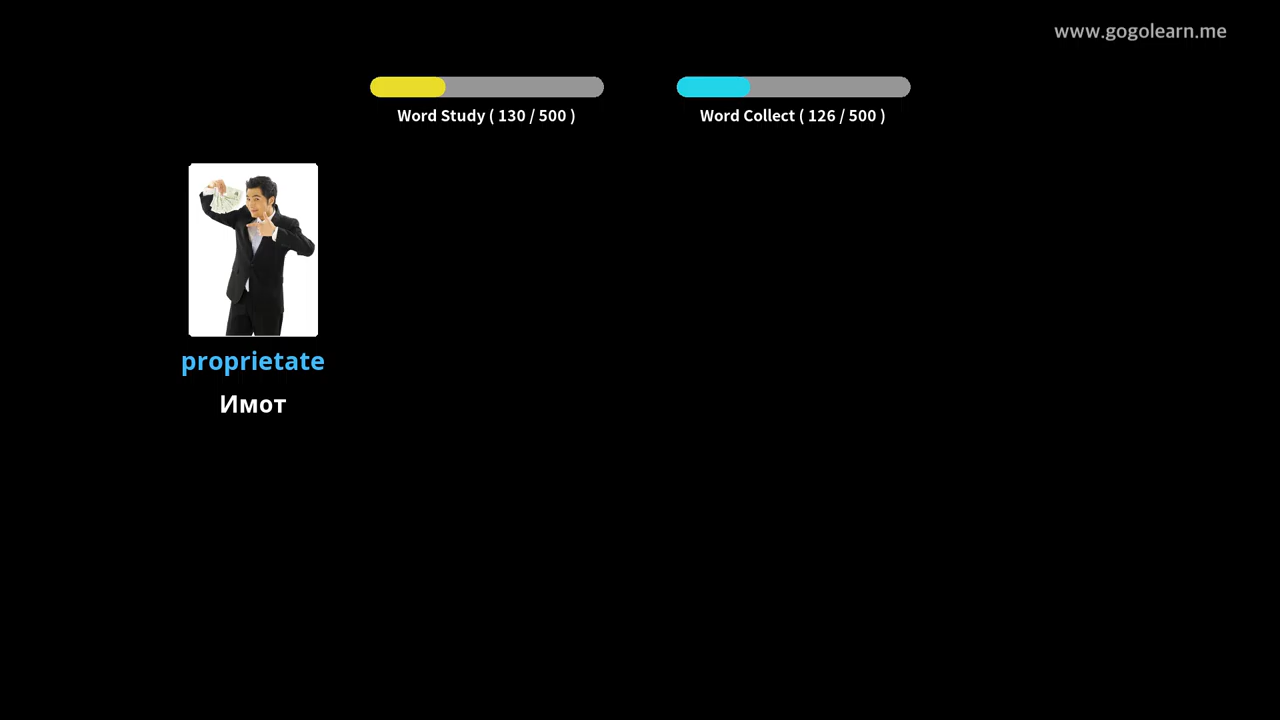 www.gogolearn.me
Word Study ( 130 / 500 )
Word Collect ( 126 / 500 )
proprietate
Имот